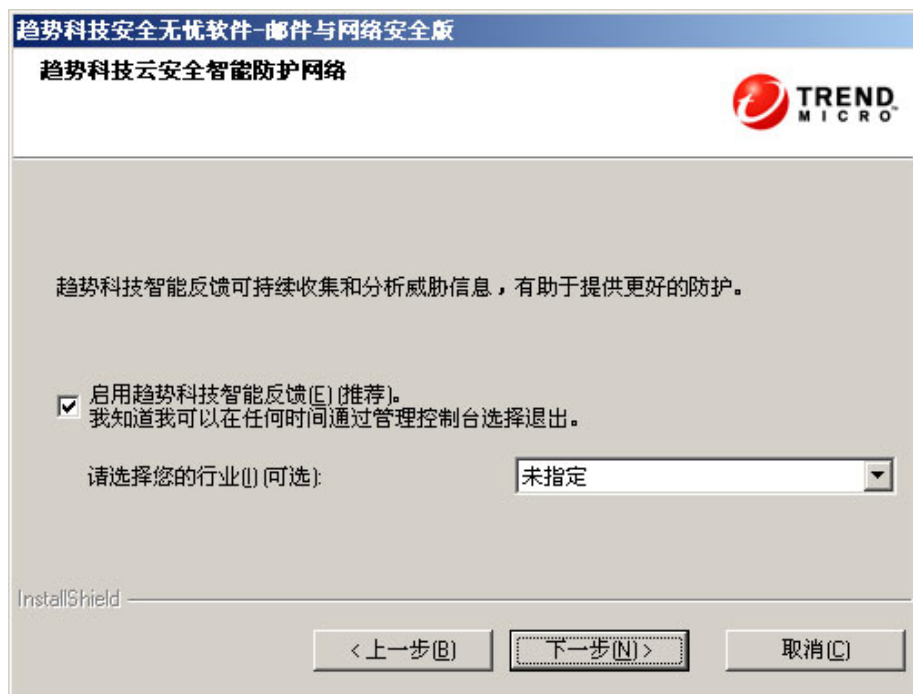 趋势科技安全无忧软件-邮件与网络安全版
趋势科技云安全智能防护网络
TREND
MICRO™
趋势科技智能反馈可持续收集和分析威胁信息，有助于提供更好的防护。
启用趋势科技智能反馈(E) (推荐)。
我知道我可以在任何时间通过管理控制台选择退出。
请选择您的行业(I) (可选):
未指定
InstallShield
<上一步(B)
下一步(N)>
取消(C)